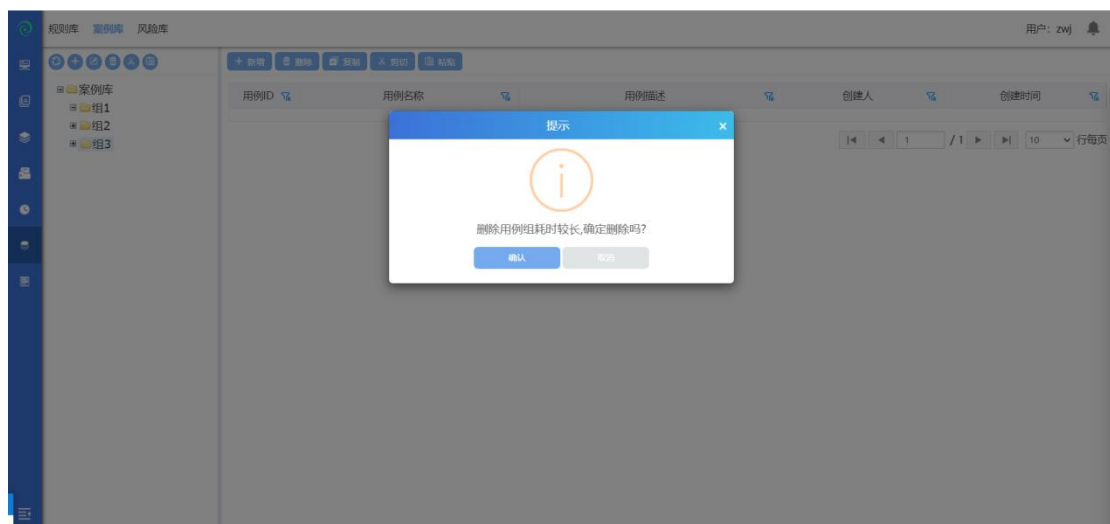 规则库 案例库 风险库 用户：zwj
+ 新增 删除 复制 剪切 粘贴
案例库
组1
组2
组3
用例ID 用例名称 用例描述 创建人 创建时间
提示 ×
1 / 1 10 行每页
i
删除用例组耗时较长,确定删除吗?
确认 取消